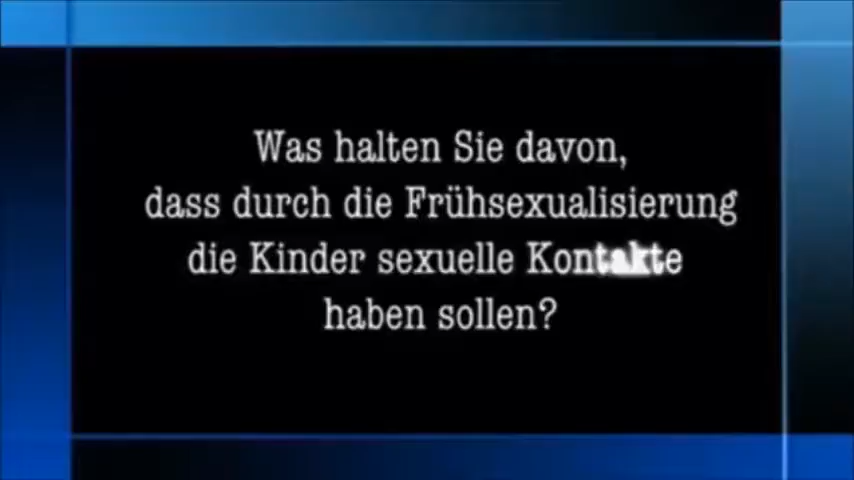 Was halten Sie davon,
dass durch die Frühsexualisierung
die Kinder sexuelle Kontakte
haben sollen?